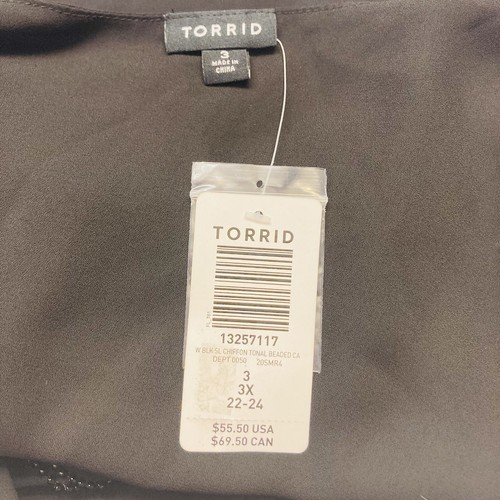 TORRID
3
MADE IN
CHINA
TORRID
13257117
W BLK SL CHIFFON TONAL BEADED CA
DEPT 0050 20SMR4
3
3X
22-24
$55.50 USA
$69.50 CAN